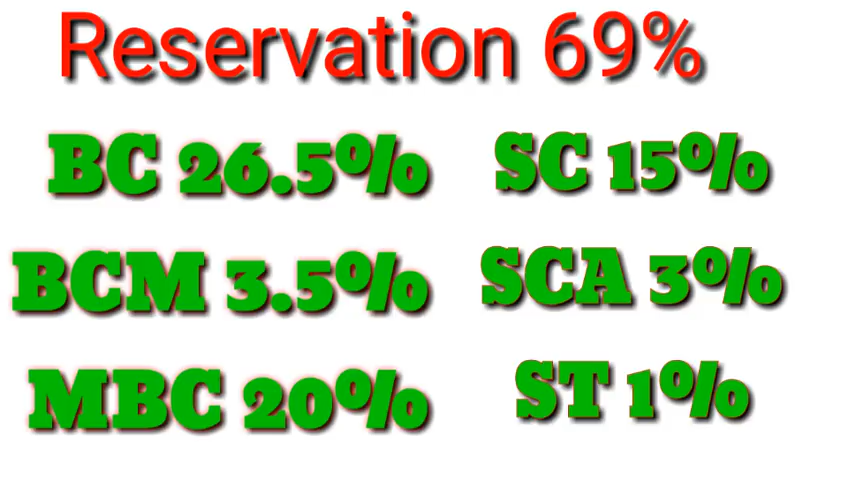 Reservation 69%
BC 26.5%
SC 15%
BCM 3.5%
SCA 3%
MBC 20%
ST 1%